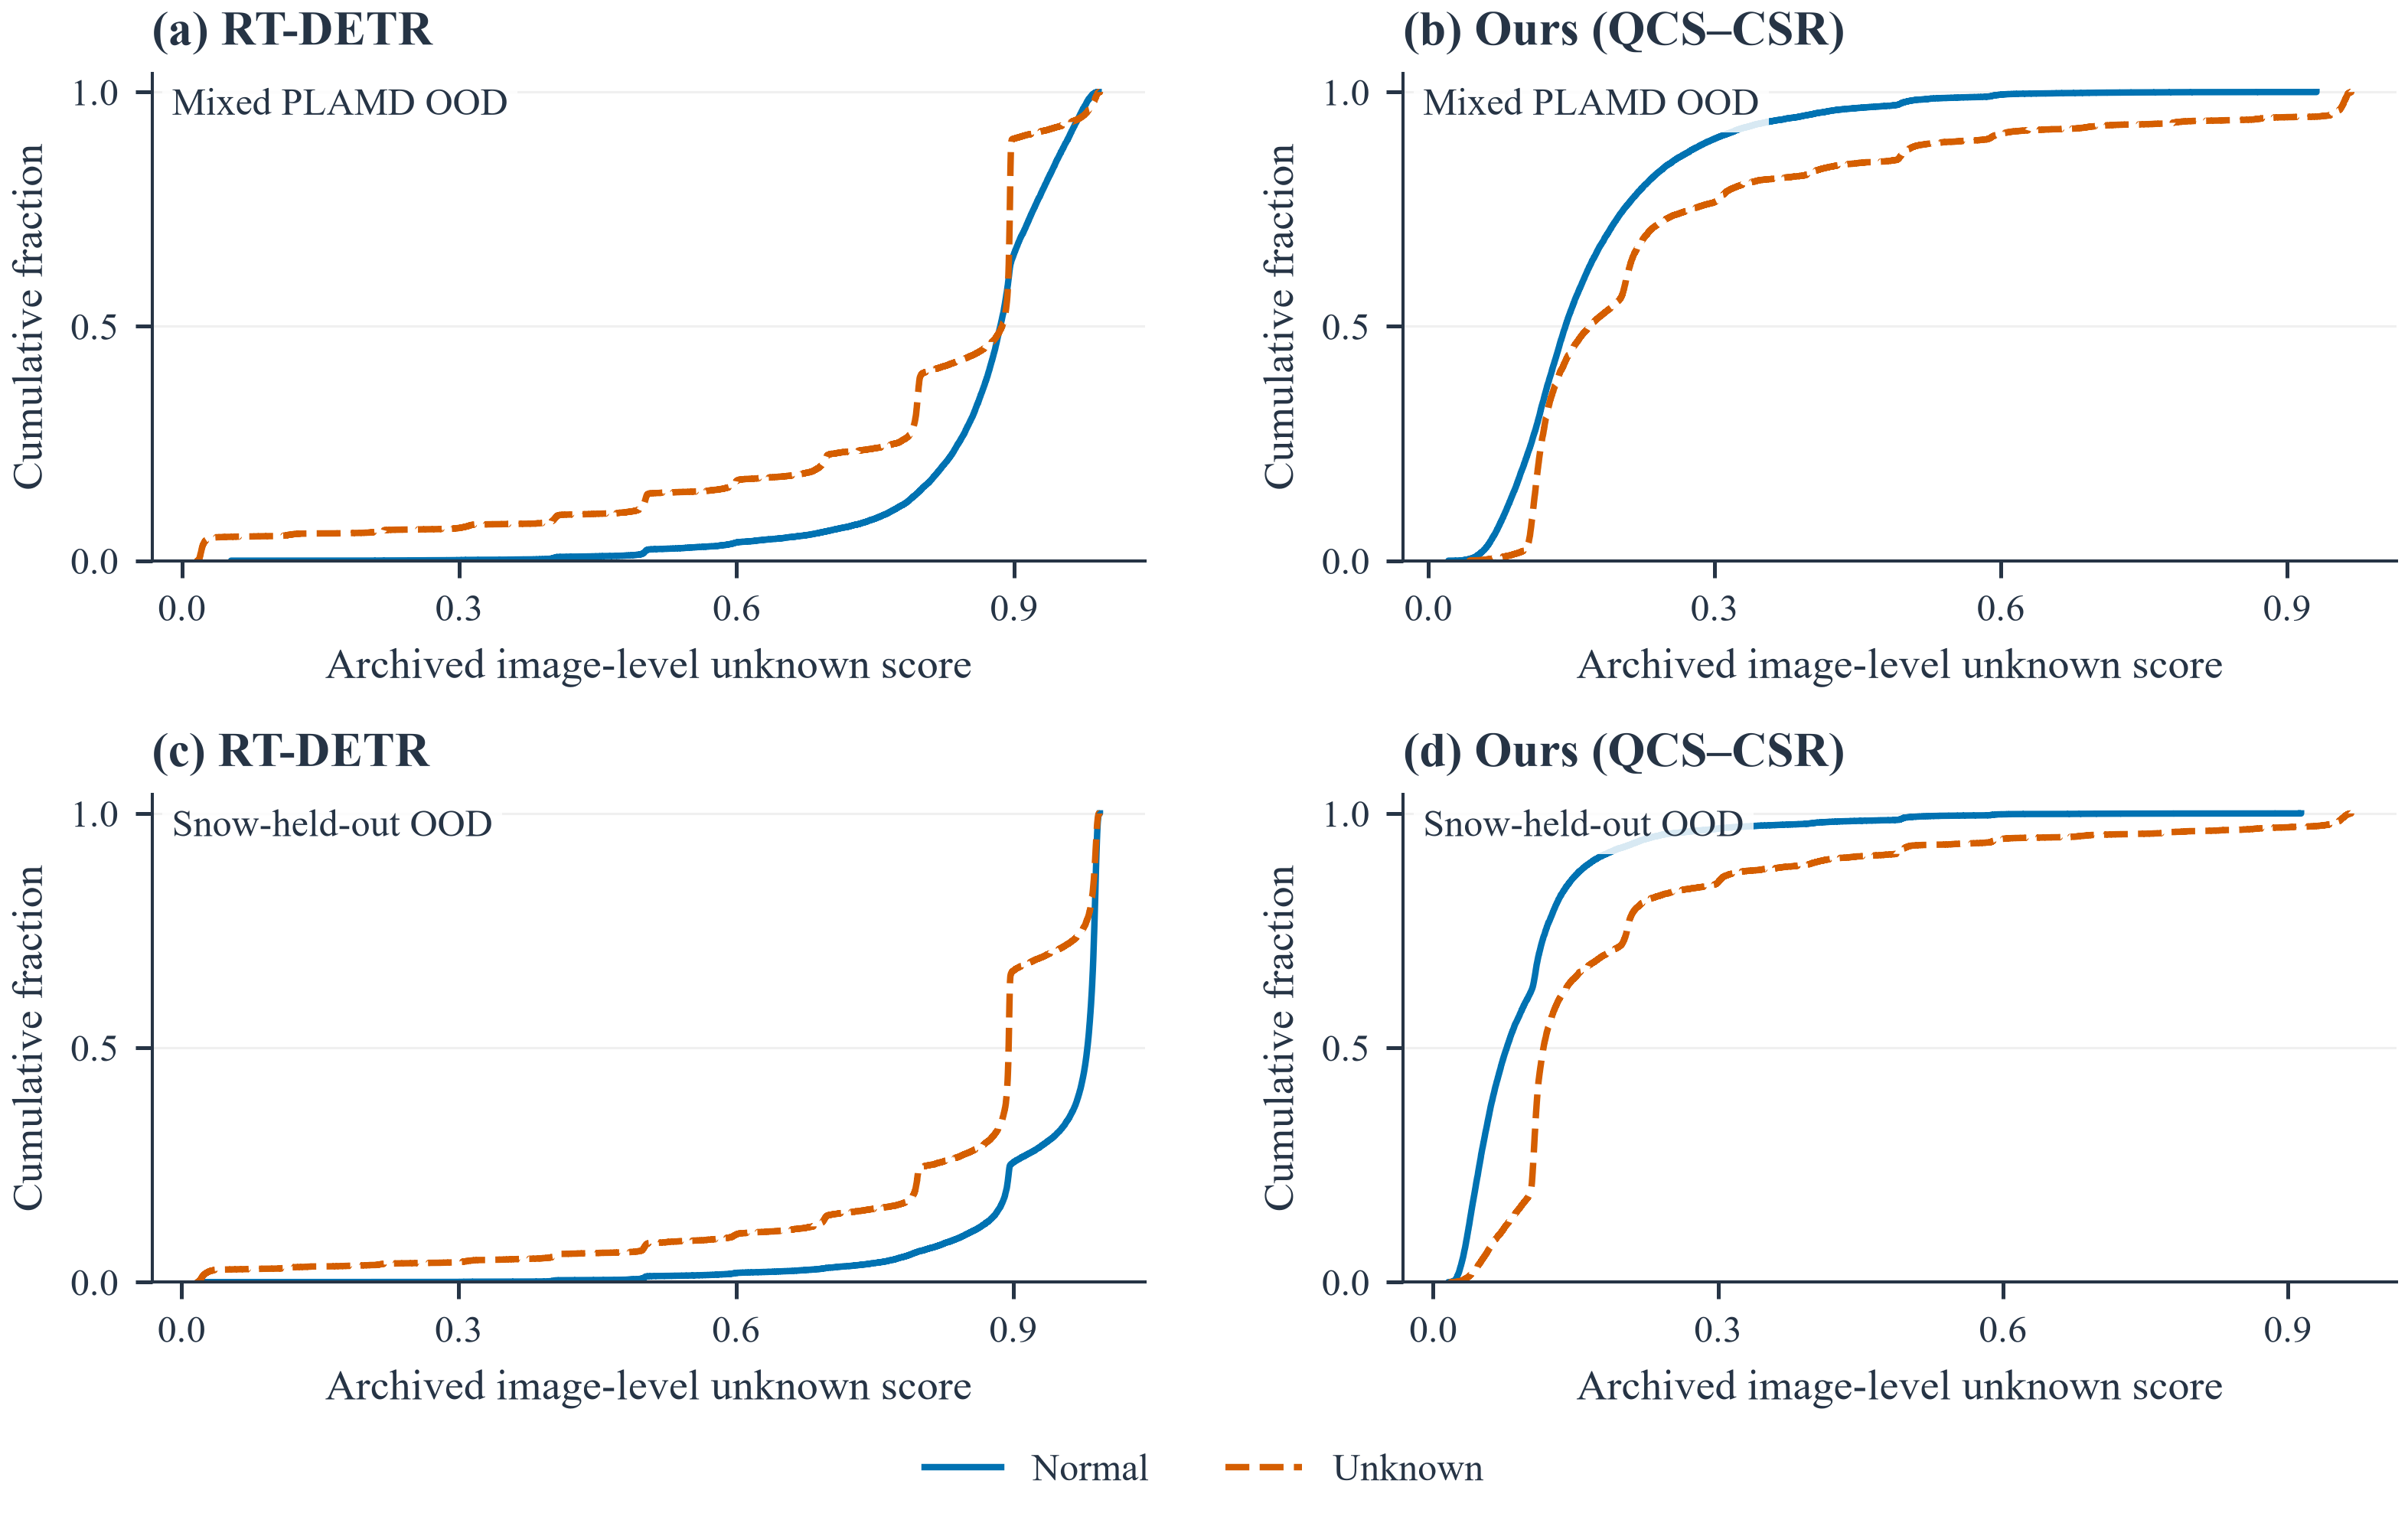 (a) RT-DETR
Mixed PLAMD OOD
Cumulative fraction
1.0
0.5
0.0
0.0 0.3 0.6 0.9
Archived image-level unknown score
(b) Ours (QCS–CSR)
Mixed PLAMD OOD
Cumulative fraction
1.0
0.5
0.0
0.0 0.3 0.6 0.9
Archived image-level unknown score
(c) RT-DETR
Snow-held-out OOD
Cumulative fraction
1.0
0.5
0.0
0.0 0.3 0.6 0.9
Archived image-level unknown score
(d) Ours (QCS–CSR)
Snow-held-out OOD
Cumulative fraction
1.0
0.5
0.0
0.0 0.3 0.6 0.9
Archived image-level unknown score
Normal Unknown